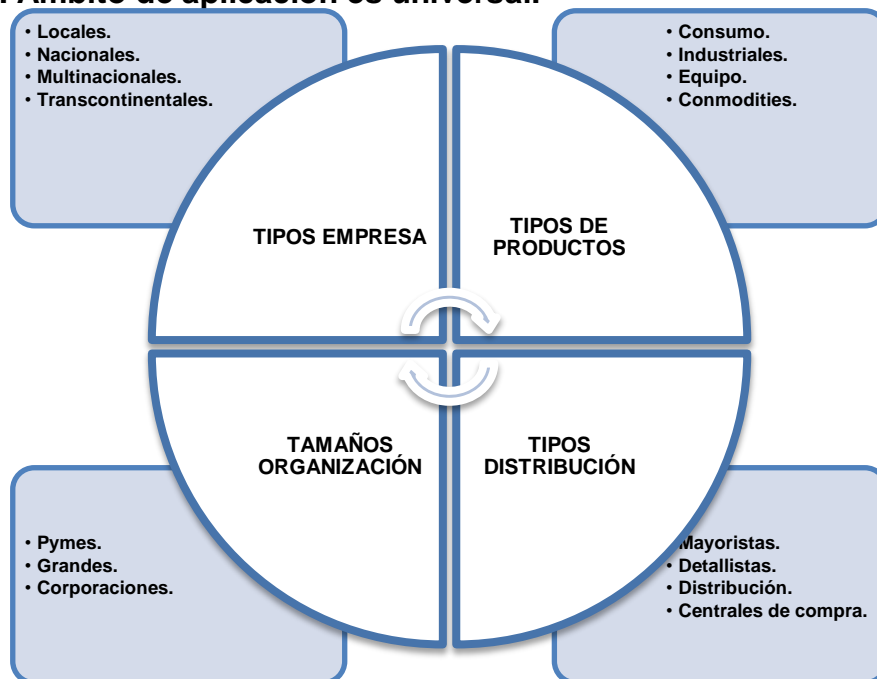 Ámbito de aplicación es universal.
• Locales.
• Nacionales.
• Multinacionales.
• Transcontinentales.
• Consumo.
• Industriales.
• Equipo.
• Conmodities.
TIPOS EMPRESA
TIPOS DE
PRODUCTOS
TAMAÑOS
ORGANIZACIÓN
TIPOS
DISTRIBUCIÓN
• Pymes.
• Grandes.
• Corporaciones.
Mayoristas.
• Detallistas.
• Distribución.
• Centrales de compra.